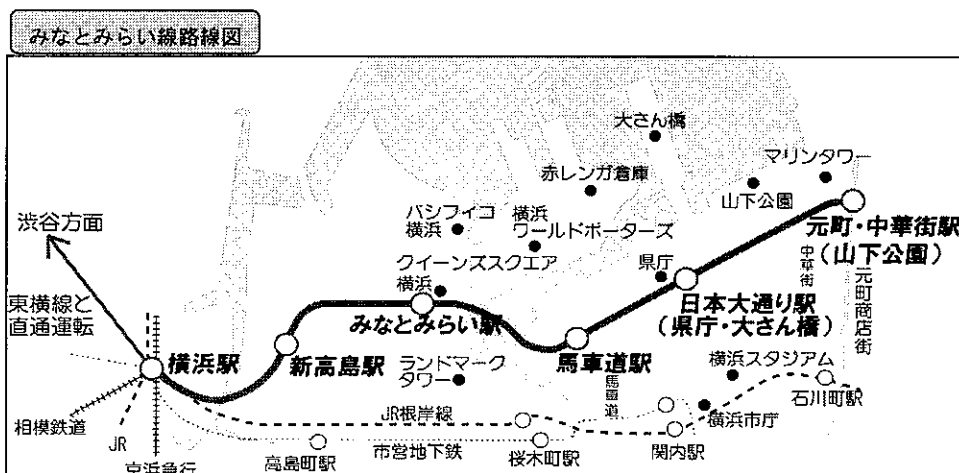 みなとみらい線路線図
大さん橋
マリンタワー
赤レンガ倉庫
山下公園
渋谷方面
パシフィコ
横浜
横浜
ワールドポーターズ
元町・中華街駅
(山下公園)
クイーンズスクエア
横浜
県庁
中華街
元町商店街
東横線と
直通運転
みなとみらい駅
日本大通り駅
(県庁・大さん橋)
横浜駅
新高島駅
馬車道駅
ランドマーク
タワー
馬車道
横浜スタジアム
石川町駅
相模鉄道
JR
JR根岸線
横浜市庁
京浜急行
高島町駅
市営地下鉄
桜木町駅
関内駅